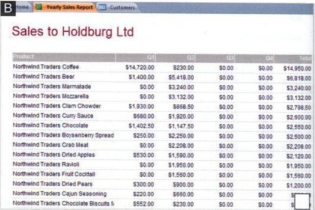 B Home Yearly Sales Report Customers
Sales to Holdburg Ltd
Product Q1 Q2 Q3 Q4 Total
Northwind Traders Coffee $14,720.00 $230.00 $0.00 $0.00 $14,950.00
Northwind Traders Beer $1,400.00 $5,418.00 $0.00 $0.00 $6,818.00
Northwind Traders Marmalade $0.00 $3,240.00 $0.00 $0.00 $3,240.00
Northwind Traders Mozzarella $0.00 $3,132.00 $0.00 $0.00 $3,132.00
Northwind Traders Clam Chowder $1,930.00 $868.50 $0.00 $0.00 $2,798.50
Northwind Traders Curry Sauce $680.00 $1,920.00 $0.00 $0.00 $2,600.00
Northwind Traders Chocolate $1,402.50 $1,147.50 $0.00 $0.00 $2,550.00
Northwind Traders Boysenberry Spread $250.00 $2,250.00 $0.00 $0.00 $2,500.00
Northwind Traders Crab Meat $0.00 $2,208.00 $0.00 $0.00 $2,208.00
Northwind Traders Dried Apples $530.00 $1,590.00 $0.00 $0.00 $2,120.00
Northwind Traders Ravioli $0.00 $1,950.00 $0.00 $0.00 $1,950.00
Northwind Traders Fruit Cocktail $0.00 $1,560.00 $0.00 $0.00 $1,560.00
Northwind Traders Dried Pears $300.00 $900.00 $0.00 $0.00 $1,200.00
Northwind Traders Cajun Seasoning $220.00 $660.00 $0.00 $0.00
Northwind Traders Chocolate Biscuits $552.00 $230.00 $0.00 $0.00